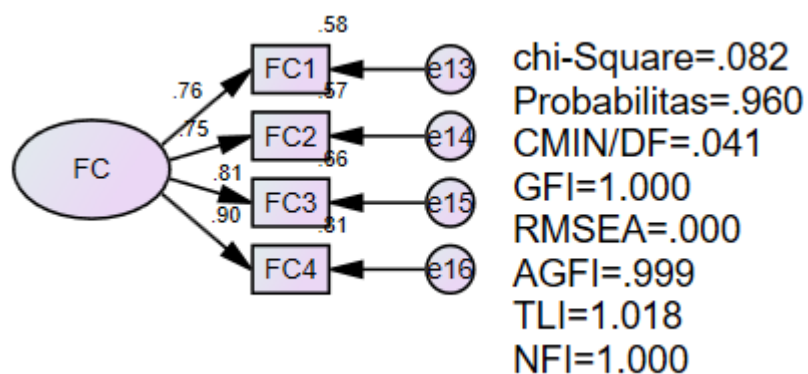 .58
FC1
e13
.76
.57
FC2
e14
.75
.66
FC
FC3
e15
.81
.81
FC4
e16
.90
chi-Square=.082
Probabilitas=.960
CMIN/DF=.041
GFI=1.000
RMSEA=.000
AGFI=.999
TLI=1.018
NFI=1.000